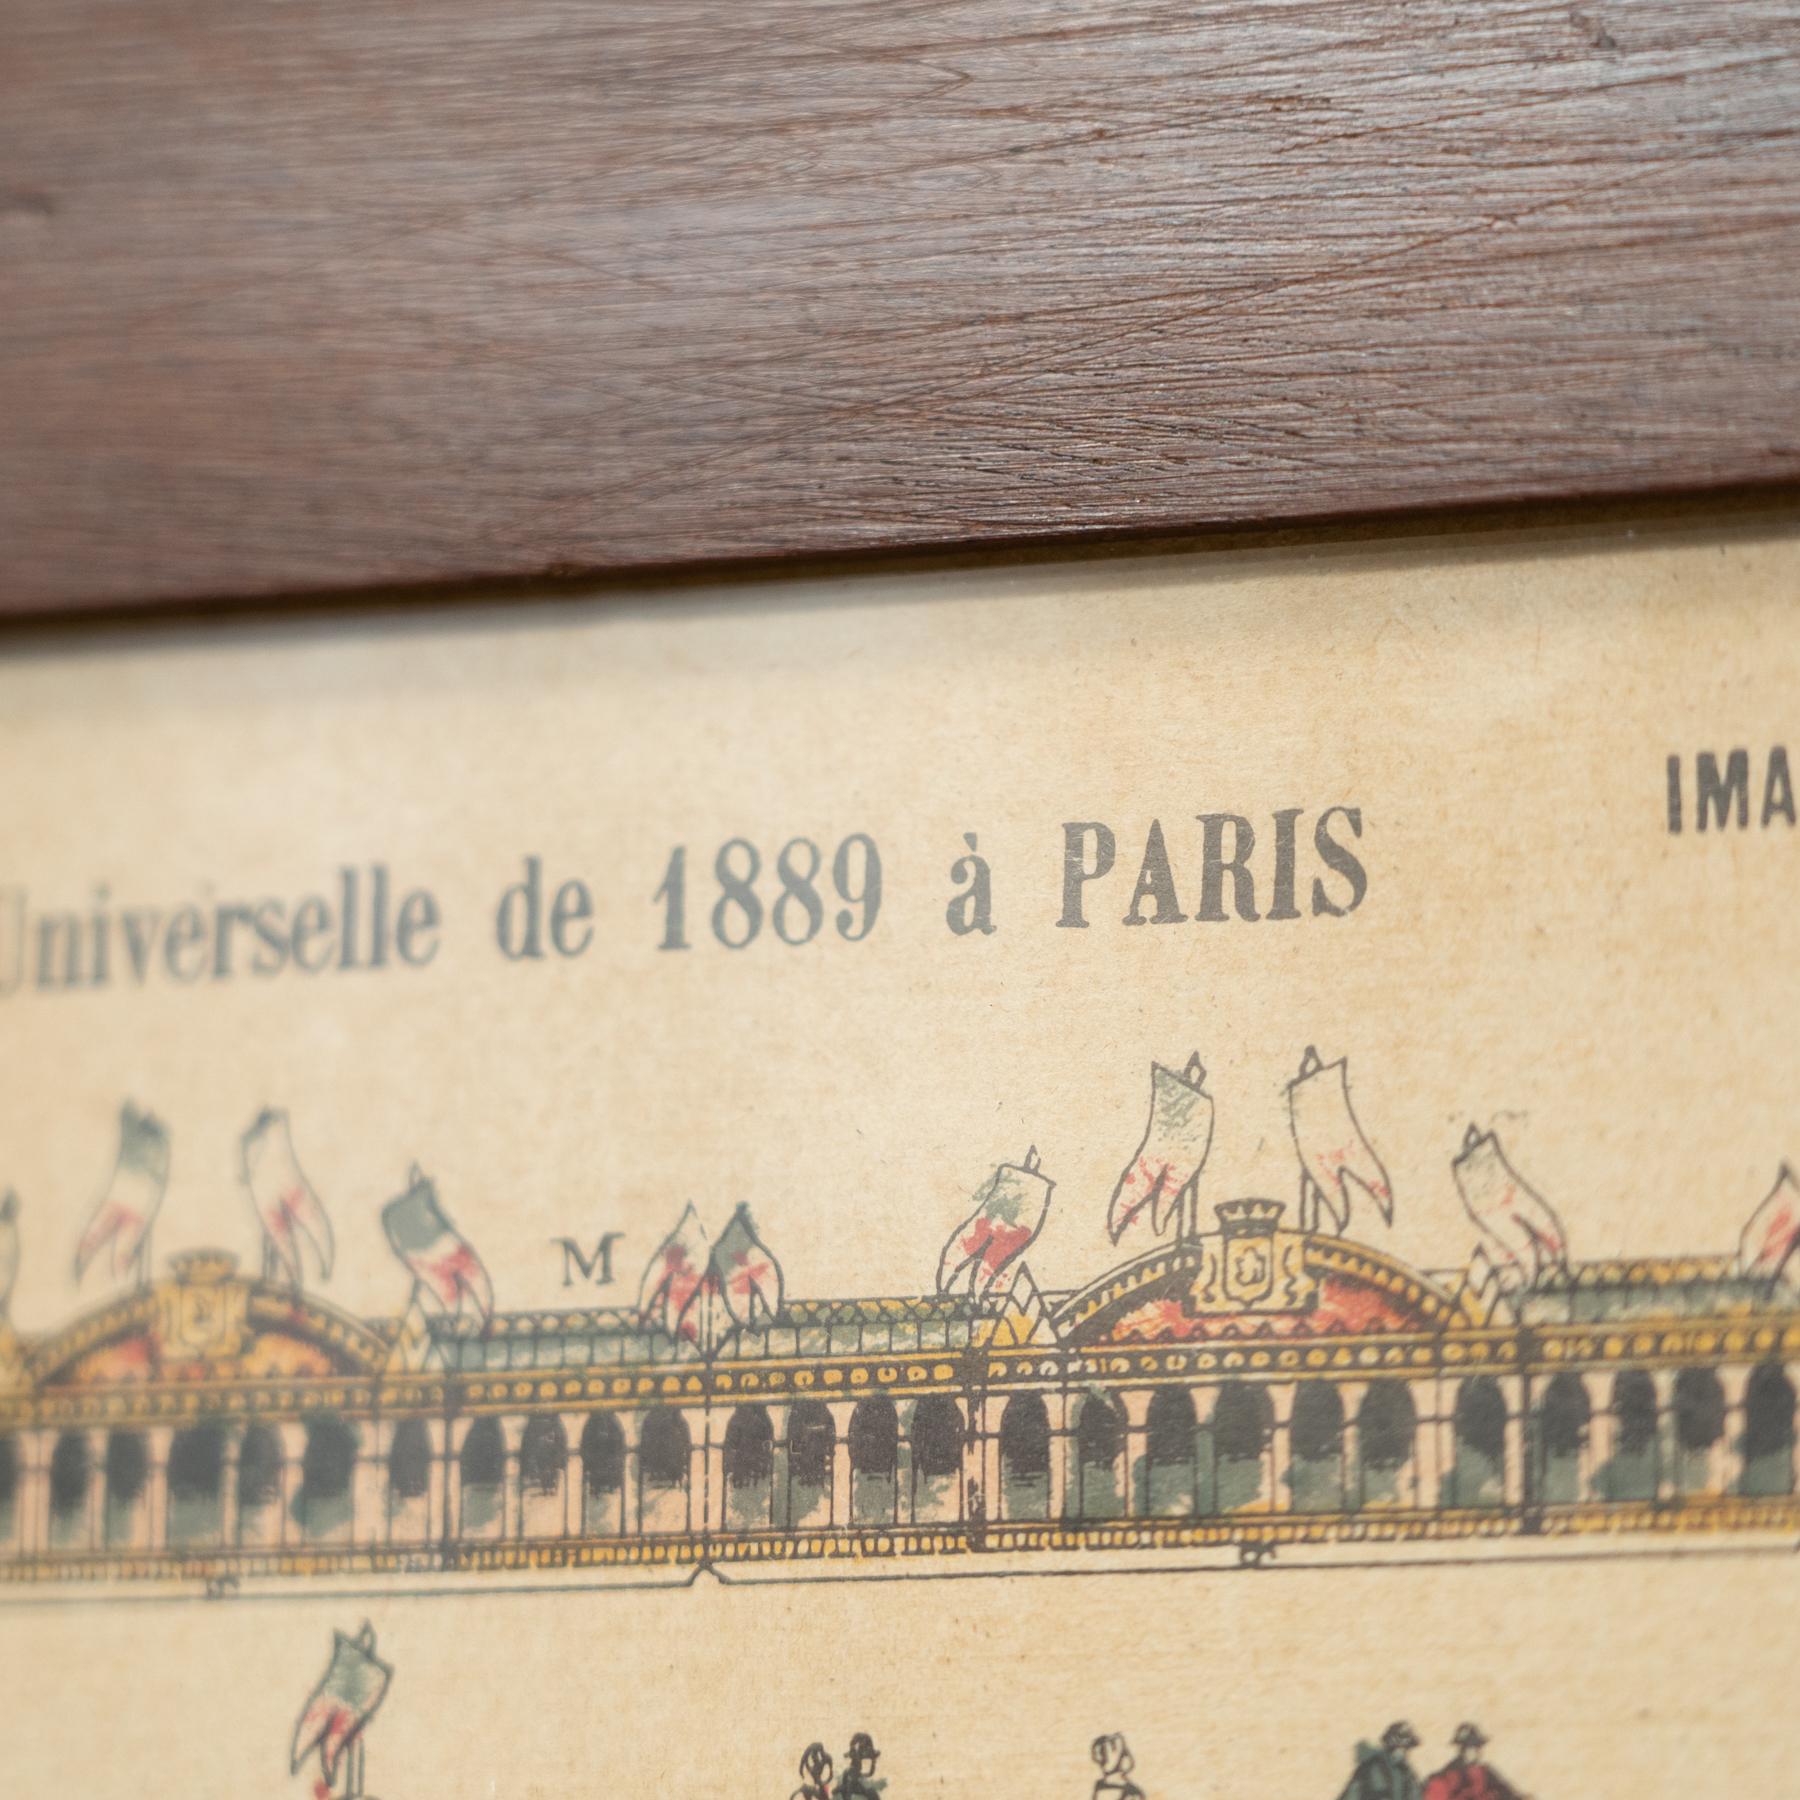 Universelle de 1889 à PARIS
IMA
M